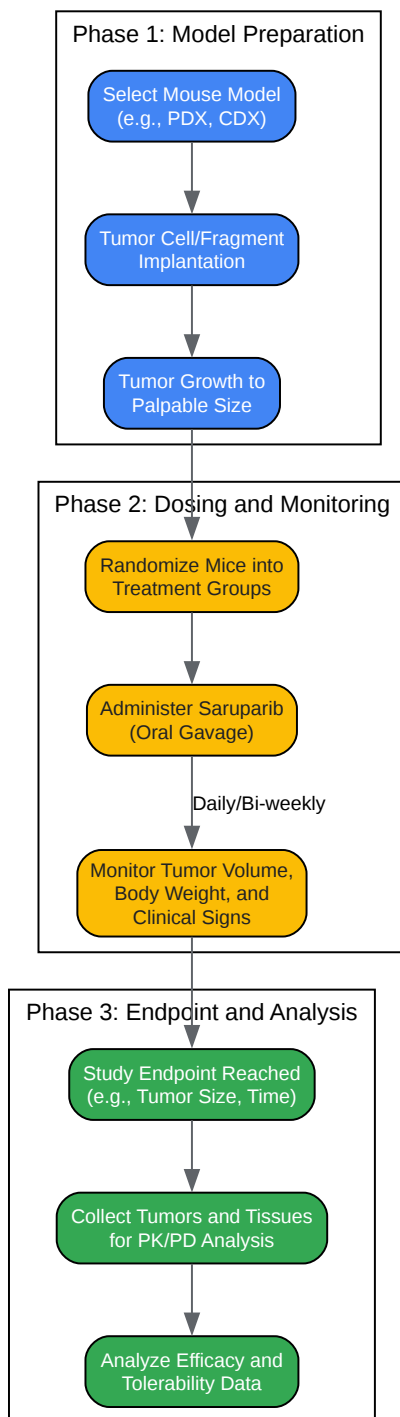 Phase 1: Model Preparation
Select Mouse Model
(e.g., PDX, CDX)
Tumor Cell/Fragment
Implantation
Tumor Growth to
Palpable Size
Phase 2: Dosing and Monitoring
Randomize Mice into
Treatment Groups
Administer Saruparib
(Oral Gavage)
Daily/Bi-weekly
Monitor Tumor Volume,
Body Weight, and
Clinical Signs
Phase 3: Endpoint and Analysis
Study Endpoint Reached
(e.g., Tumor Size, Time)
Collect Tumors and Tissues
for PK/PD Analysis
Analyze Efficacy and
Tolerability Data